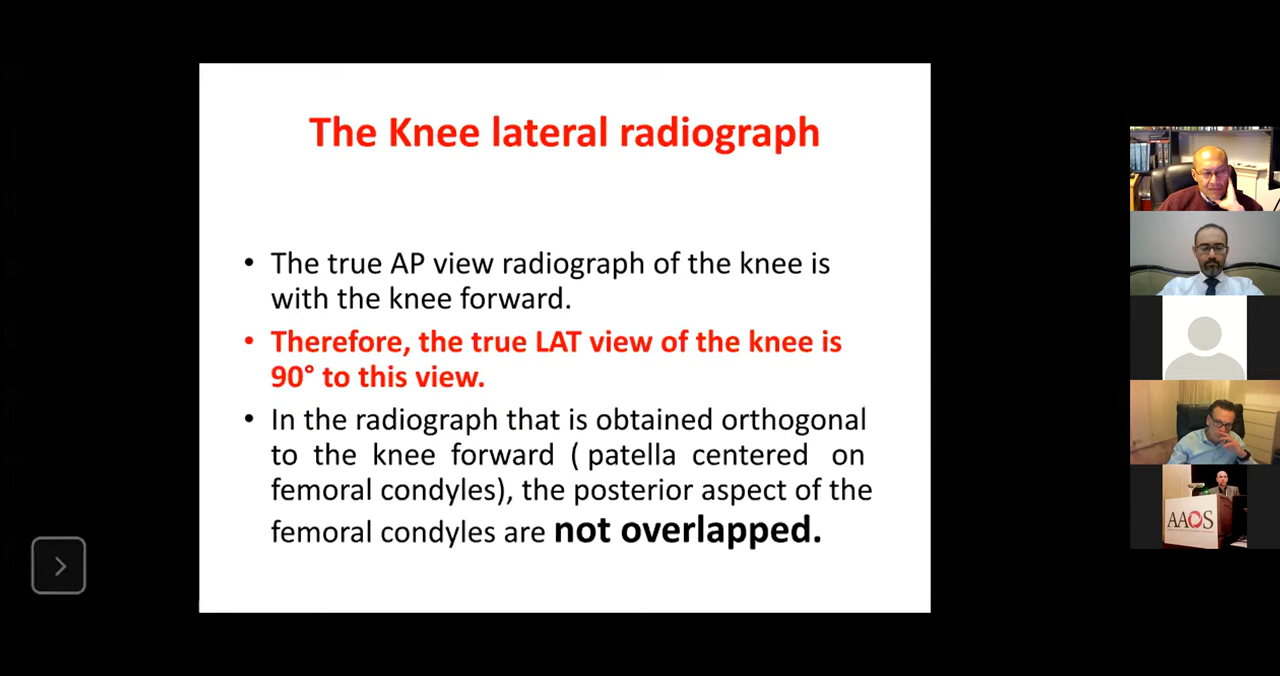 The Knee lateral radiograph
• The true AP view radiograph of the knee is
with the knee forward.
• Therefore, the true LAT view of the knee is
90° to this view.
• In the radiograph that is obtained orthogonal
to the knee forward ( patella centered on
femoral condyles), the posterior aspect of the
femoral condyles are not overlapped.
AAOS